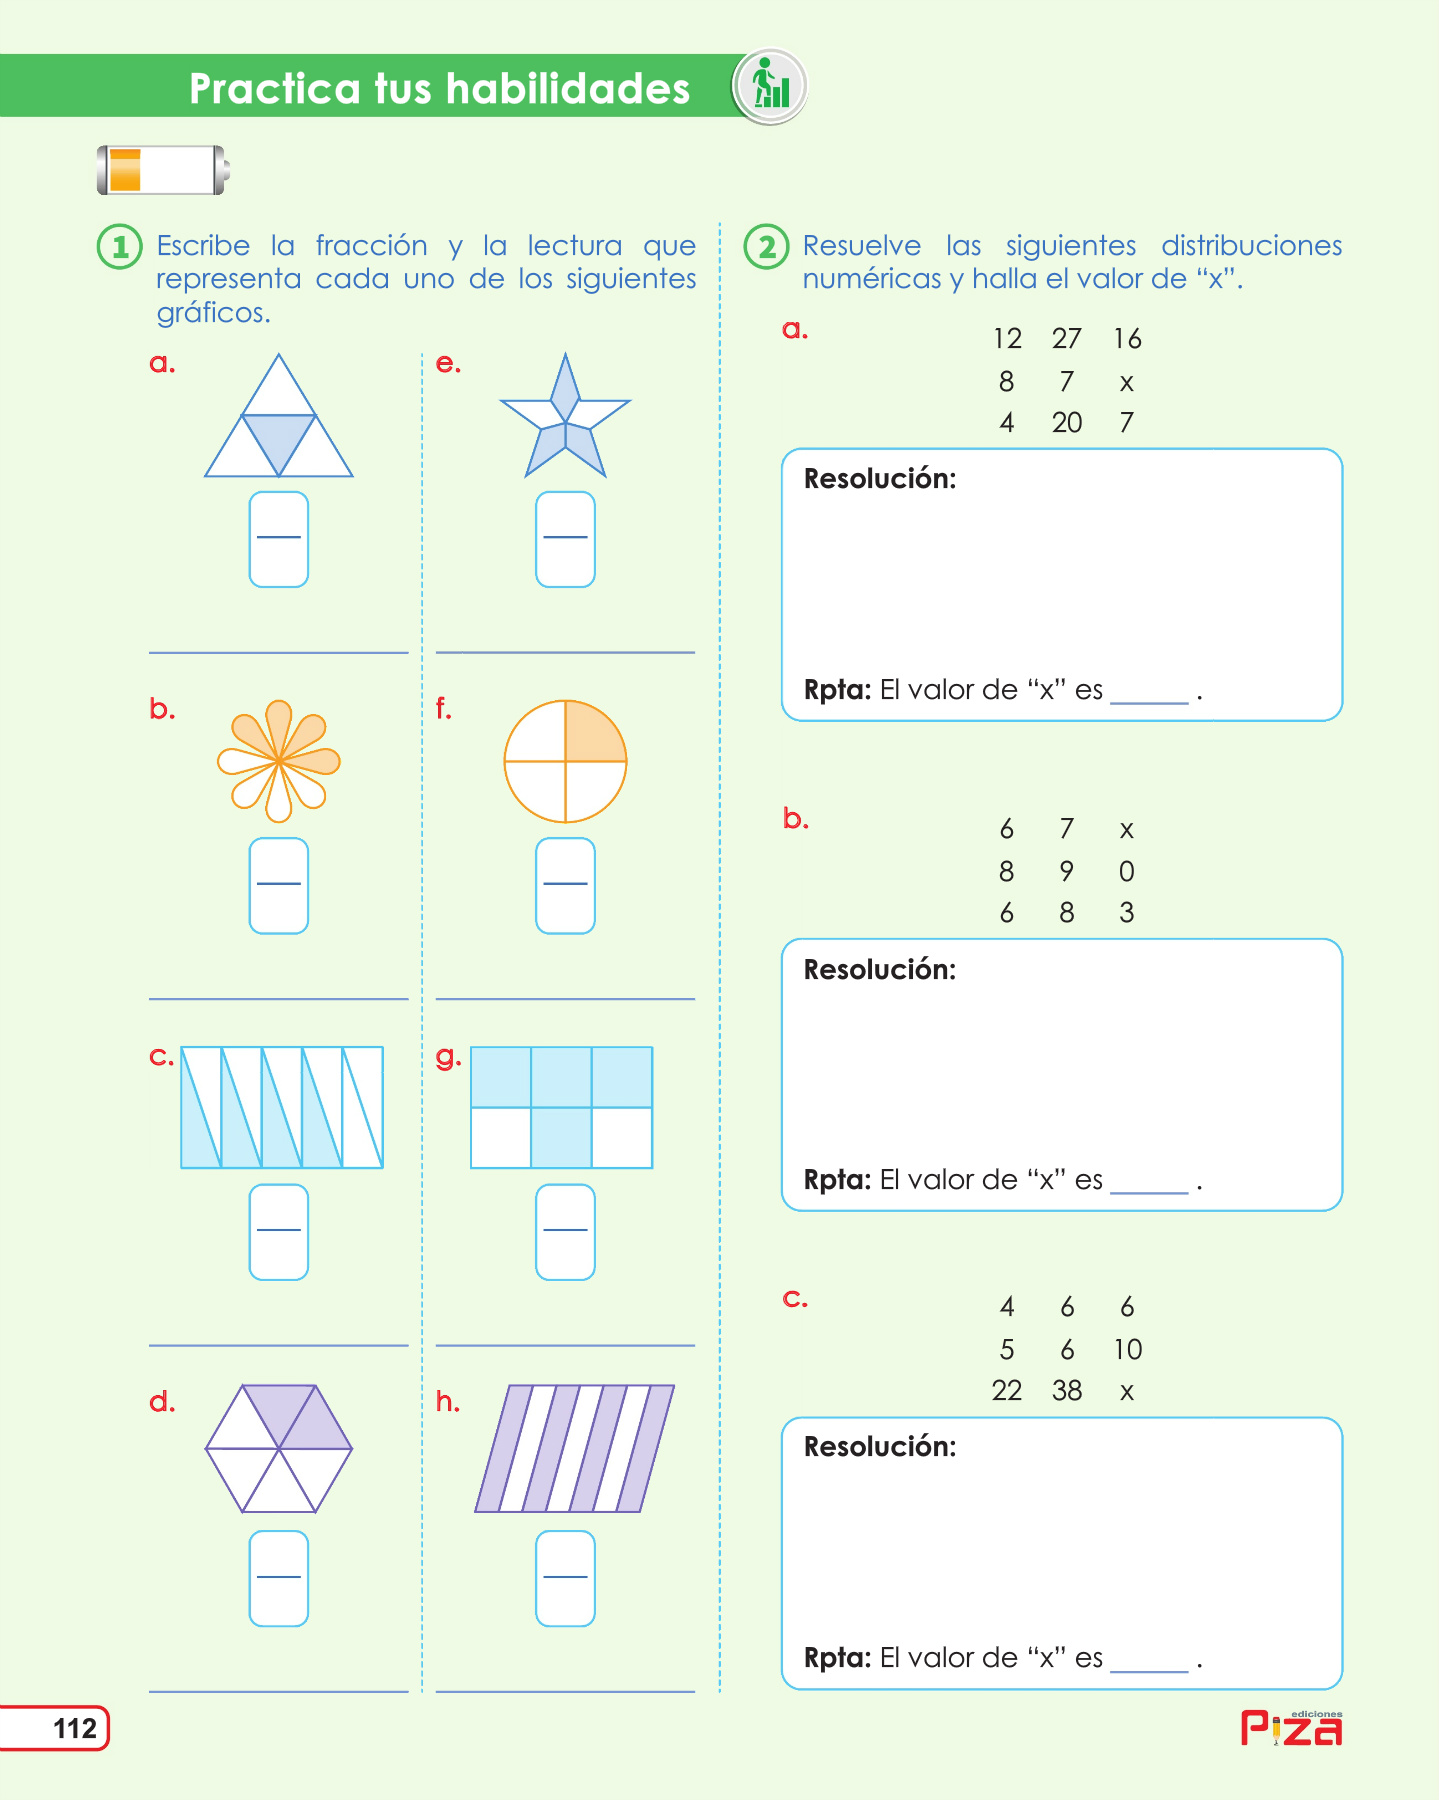 Practica tus habilidades
1 Escribe la fracción y la lectura que
representa cada uno de los siguientes
gráficos.
a.
e.
b.
f.
c.
g.
d.
h.
2 Resuelve las siguientes distribuciones
numéricas y halla el valor de “x”.
a.
12 27 16
8 7 x
4 20 7
Resolución:
Rpta: El valor de “x” es ______ .
b.
6 7 x
8 9 0
6 8 3
Resolución:
Rpta: El valor de “x” es ______ .
c.
4 6 6
5 6 10
22 38 x
Resolución:
Rpta: El valor de “x” es ______ .
112
ediciones
Piza